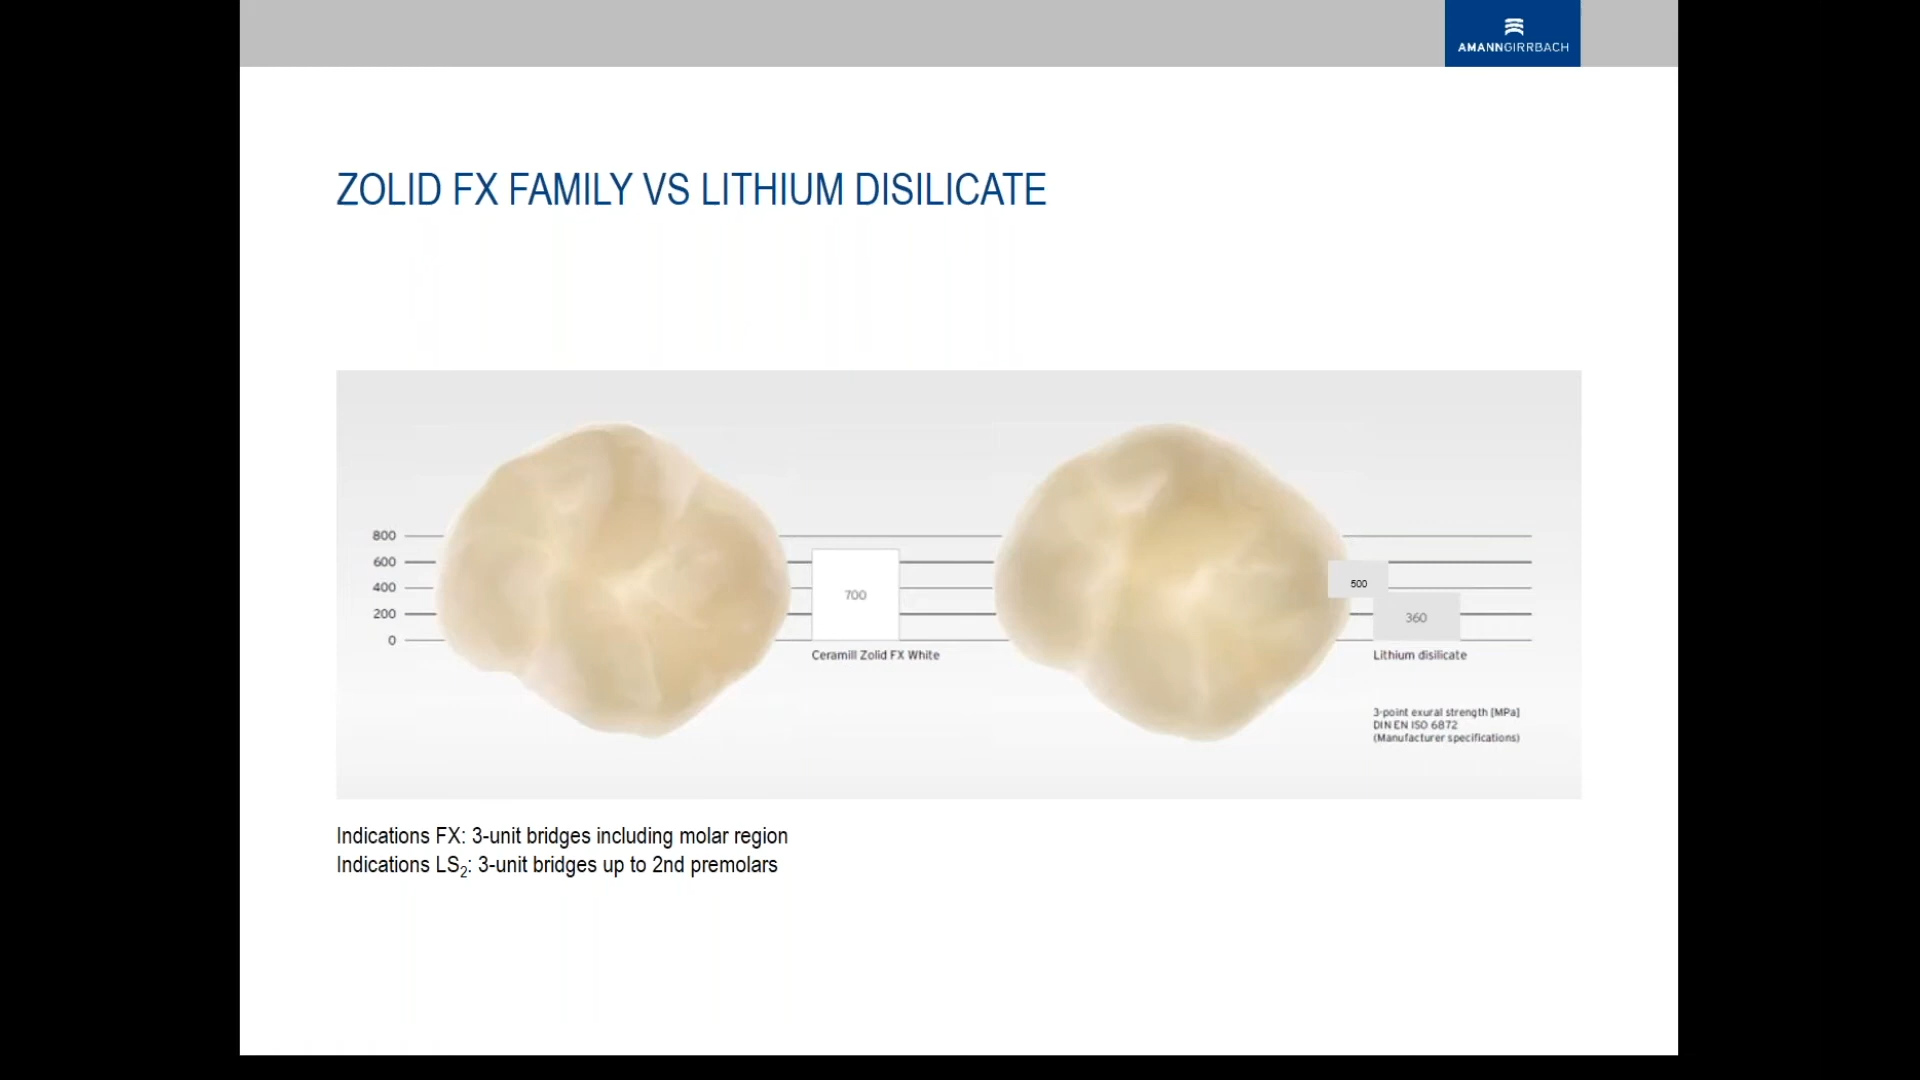 AMANNGIRRBACH
ZOLID FX FAMILY VS LITHIUM DISILICATE
800
600
400
200
0
700
Ceramill Zolid FX White
500
360
Lithium disilicate
3-point exural strength [MPa]
DIN EN ISO 6872
(Manufacturer specifications)
Indications FX: 3-unit bridges including molar region
Indications LS₂: 3-unit bridges up to 2nd premolars